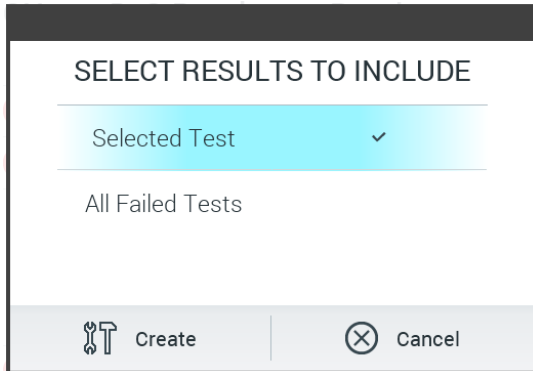 SELECT RESULTS TO INCLUDE
Selected Test
All Failed Tests
Create
Cancel